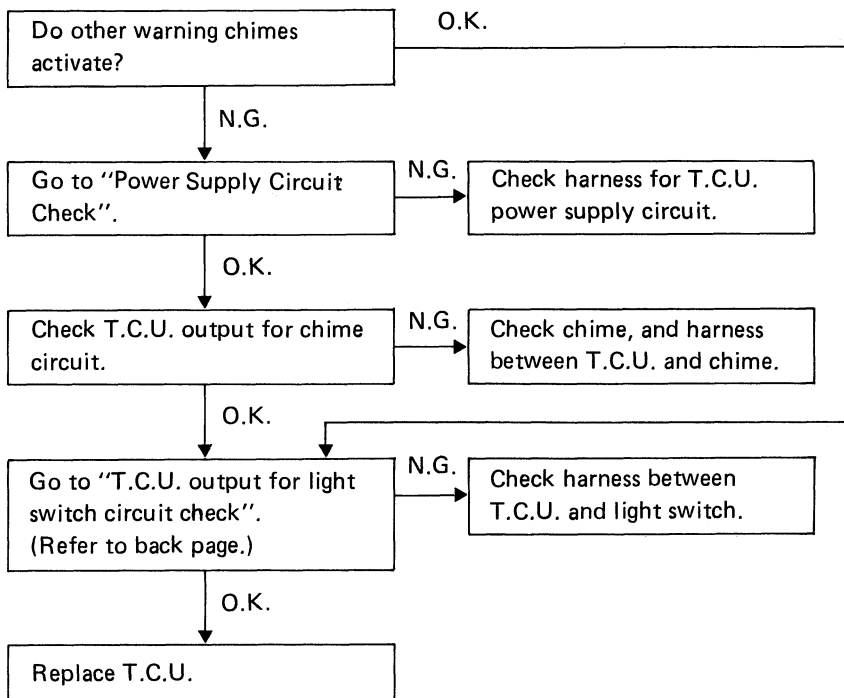 Do other warning chimes
activate?
O.K.
N.G.
Go to "Power Supply Circuit
Check".
N.G.
Check harness for T.C.U.
power supply circuit.
O.K.
Check T.C.U. output for chime
circuit.
N.G.
Check chime, and harness
between T.C.U. and chime.
O.K.
Go to "T.C.U. output for light
switch circuit check".
(Refer to back page.)
N.G.
Check harness between
T.C.U. and light switch.
O.K.
Replace T.C.U.